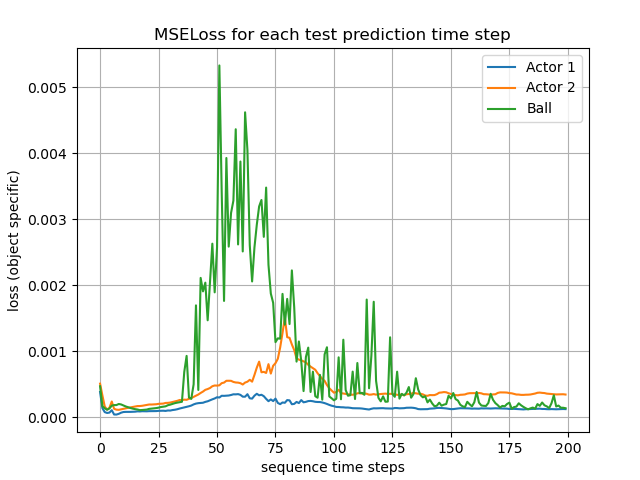 MSELoss for each test prediction time step
loss (object specific)
0.005
0.004
0.003
0.002
0.001
0.000
Actor 1
Actor 2
Ball
0 25 50 75 100 125 150 175 200
sequence time steps